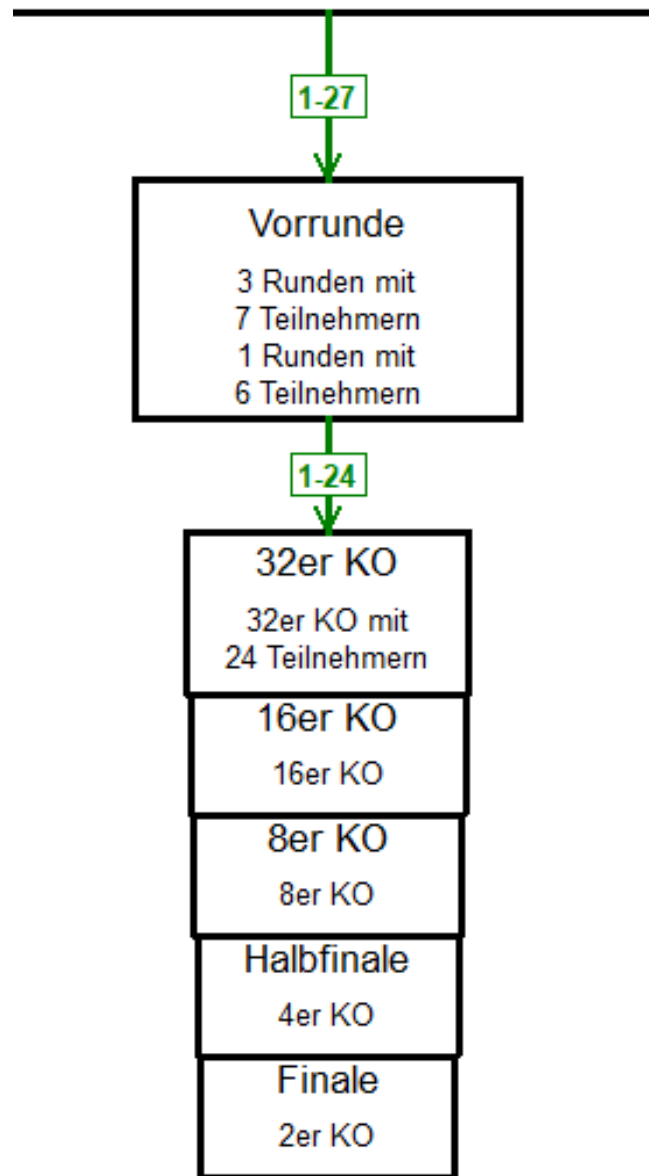 1-27
Vorrunde
3 Runden mit
7 Teilnehmern
1 Runden mit
6 Teilnehmern
1-24
32er KO
32er KO mit
24 Teilnehmern
16er KO
16er KO
8er KO
8er KO
Halbfinale
4er KO
Finale
2er KO